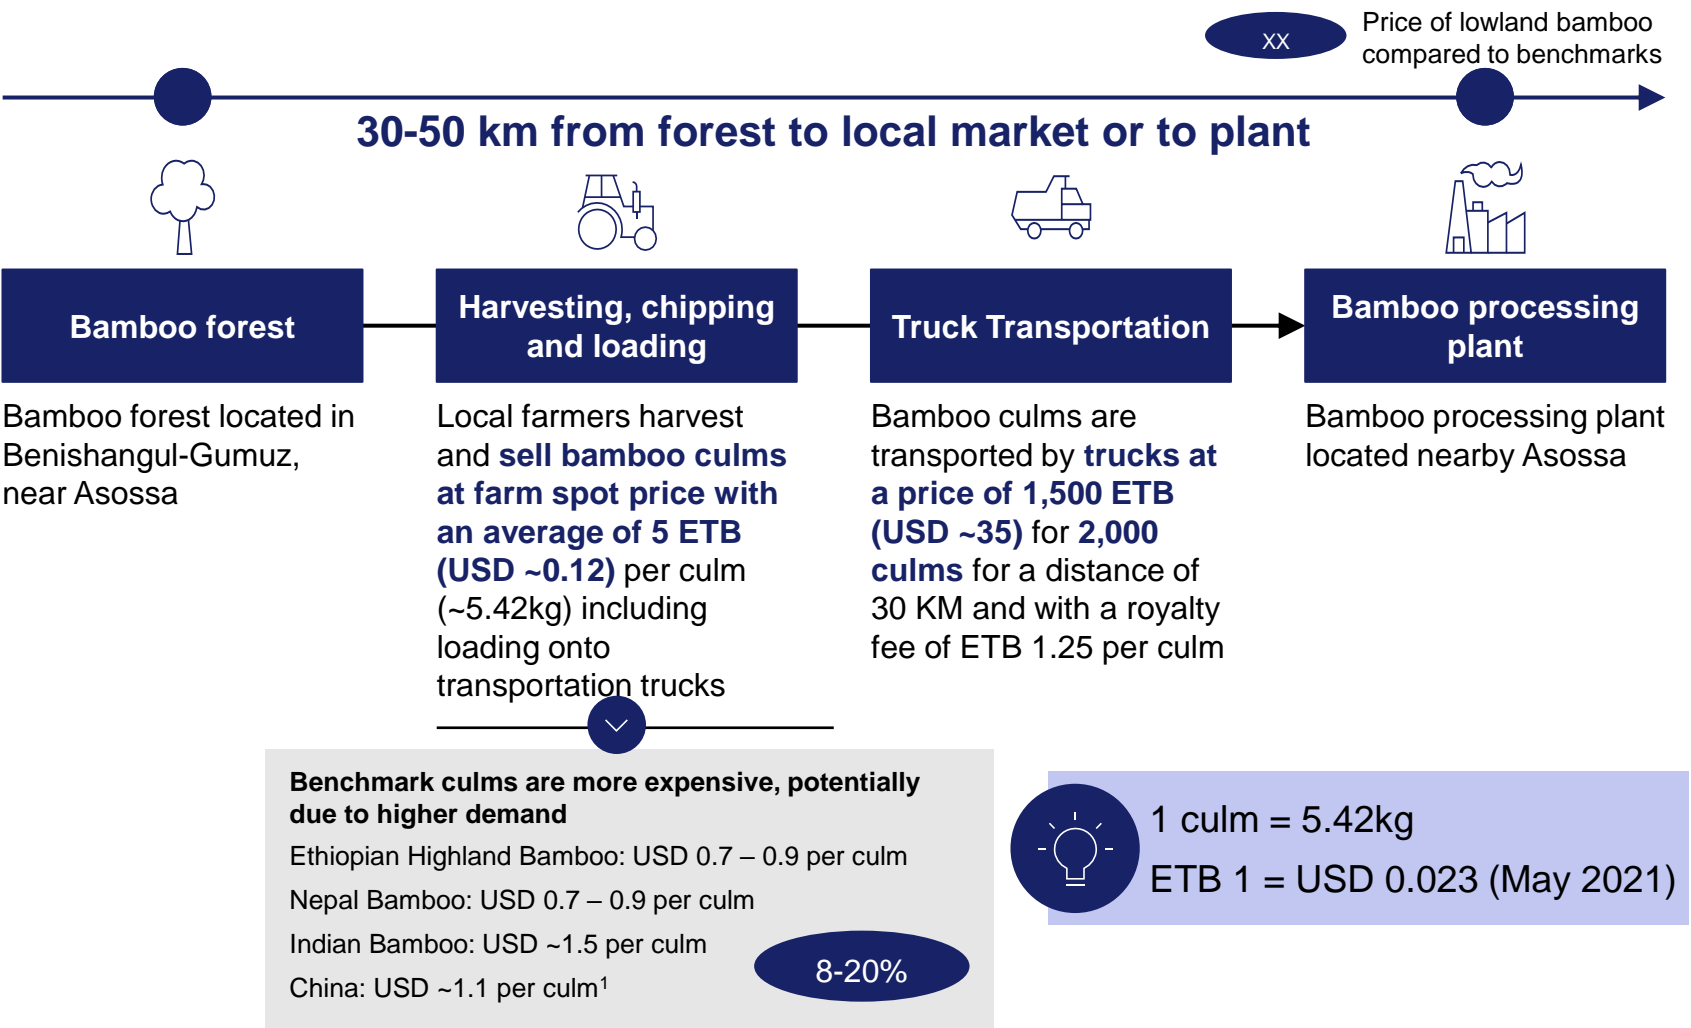 XX
Price of lowland bamboo
compared to benchmarks
30-50 km from forest to local market or to plant
Bamboo forest
Harvesting, chipping
and loading
Truck Transportation
Bamboo processing
plant
Bamboo forest located in
Benishangul-Gumuz,
near Asossa
Local farmers harvest
and sell bamboo culms
at farm spot price with
an average of 5 ETB
(USD ~0.12) per culm
(~5.42kg) including
loading onto
transportation trucks
Bamboo culms are
transported by trucks at
a price of 1,500 ETB
(USD ~35) for 2,000
culms for a distance of
30 KM and with a royalty
fee of ETB 1.25 per culm
Bamboo processing plant
located nearby Asossa
Benchmark culms are more expensive, potentially
due to higher demand
Ethiopian Highland Bamboo: USD 0.7 – 0.9 per culm
Nepal Bamboo: USD 0.7 – 0.9 per culm
Indian Bamboo: USD ~1.5 per culm
China: USD ~1.1 per culm¹
8-20%
1 culm = 5.42kg
ETB 1 = USD 0.023 (May 2021)